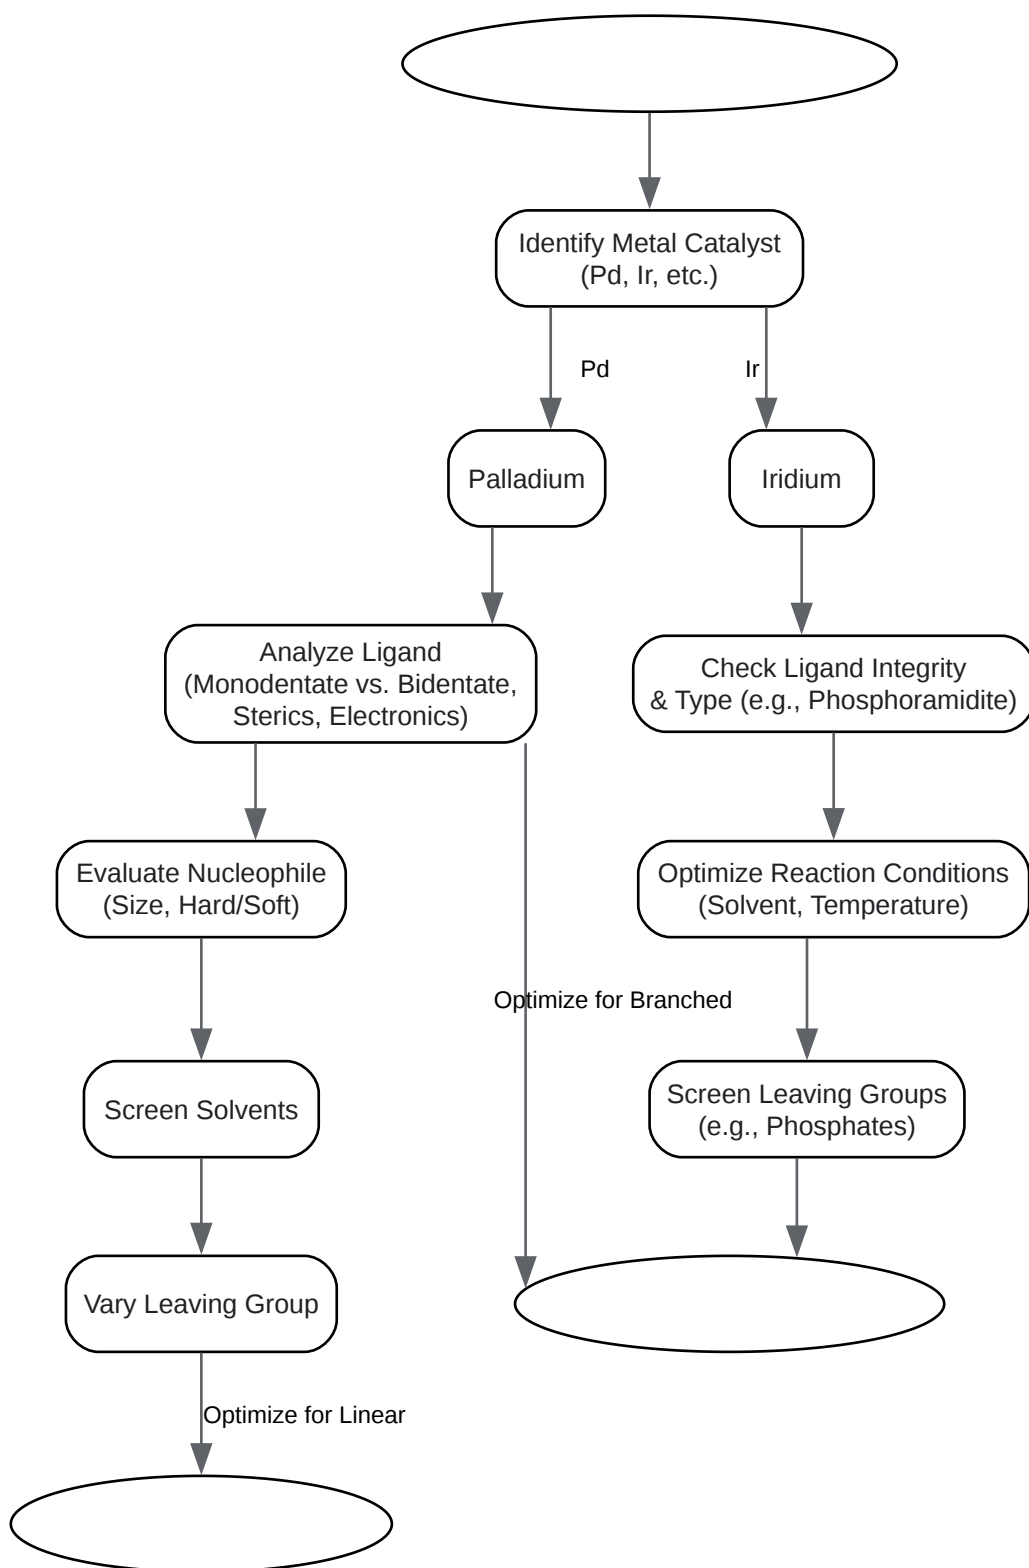 Identify Metal Catalyst
(Pd, Ir, etc.)
Pd
Ir
Palladium
Iridium
Analyze Ligand
(Monodentate vs. Bidentate,
Sterics, Electronics)
Check Ligand Integrity
& Type (e.g., Phosphoramidite)
Evaluate Nucleophile
(Size, Hard/Soft)
Optimize Reaction Conditions
(Solvent, Temperature)
Optimize for Branched
Screen Solvents
Screen Leaving Groups
(e.g., Phosphates)
Vary Leaving Group
Optimize for Linear